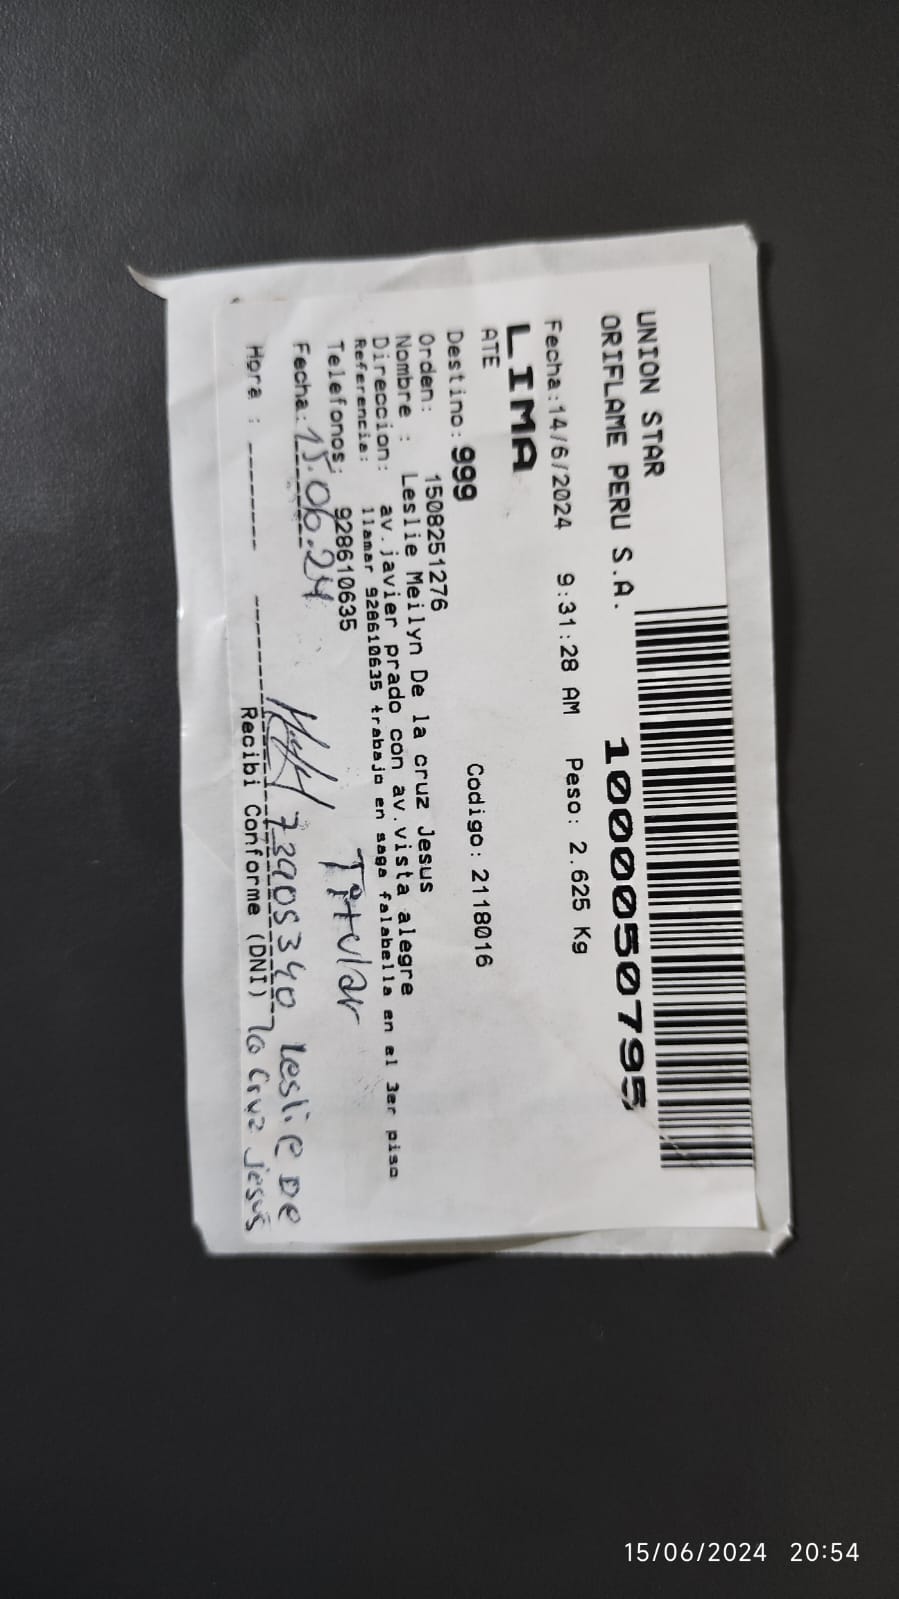 UNION STAR
ORIFLAME PERU S.A.
1000050795
Fecha:14/6/2024 9:31:28 AM Peso: 2.625 Kg
LIMA
ATE
Destino: 999 Codigo: 2118016
Orden: 1508251276
Nombre : Leslie Meilyn De la cruz Jesus
Direccion: av.javier prado con av.vista alegre
Referencia: llamar 928610635 trabajo en saga falabella en el 3er piso
Telefonos: 928610635
Titular
Fecha: 15.06.24
73905340 Leslie De
la Cruz Jesus
Hora : Recibi Conforme (DNI)
15/06/2024 20:54